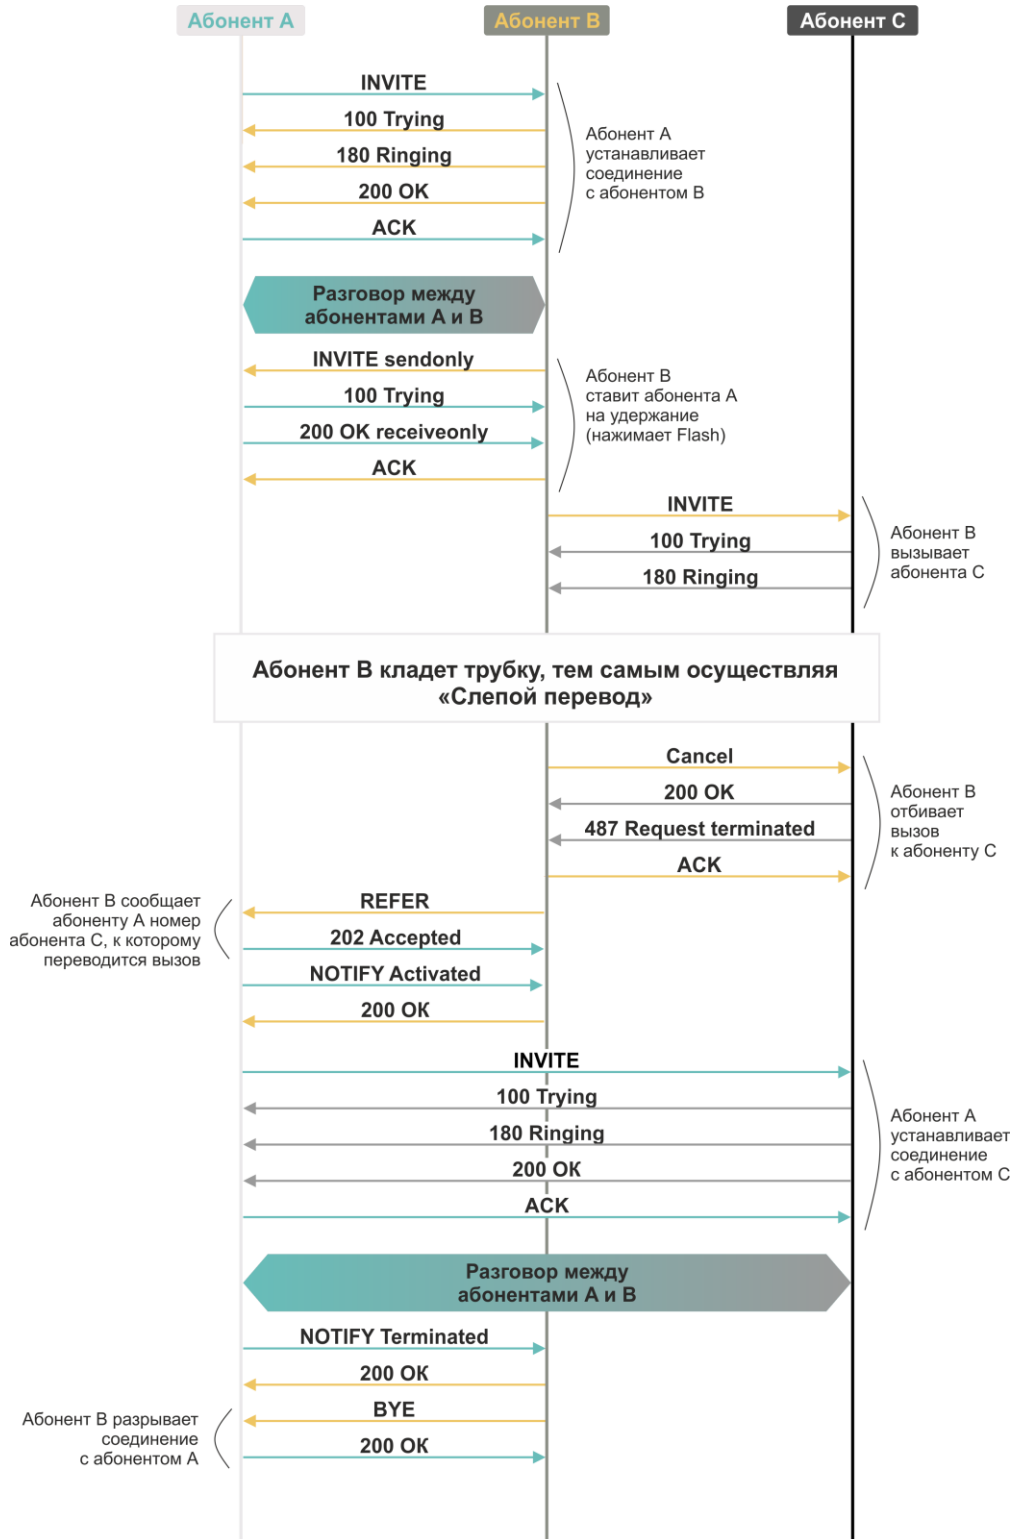 Абонент A
Абонент B
Абонент C
INVITE
100 Trying
180 Ringing
200 OK
ACK
Абонент A
устанавливает
соединение
с абонентом B
Разговор между
абонентами A и B
INVITE sendonly
100 Trying
200 OK receiveonly
ACK
Абонент B
ставит абонента A
на удержание
(нажимает Flash)
INVITE
100 Trying
180 Ringing
Абонент B
вызывает
абонента C
Абонент B кладет трубку, тем самым осуществляя
«Слепой перевод»
Cancel
200 OK
487 Request terminated
ACK
Абонент B
отбивает
вызов
к абоненту C
Абонент B сообщает
абоненту A номер
абонента C, к которому
переводится вызов
REFER
202 Accepted
NOTIFY Activated
200 OK
INVITE
100 Trying
180 Ringing
200 OK
ACK
Абонент A
устанавливает
соединение
с абонентом C
Разговор между
абонентами A и B
NOTIFY Terminated
200 OK
BYE
200 OK
Абонент B разрывает
соединение
с абонентом A